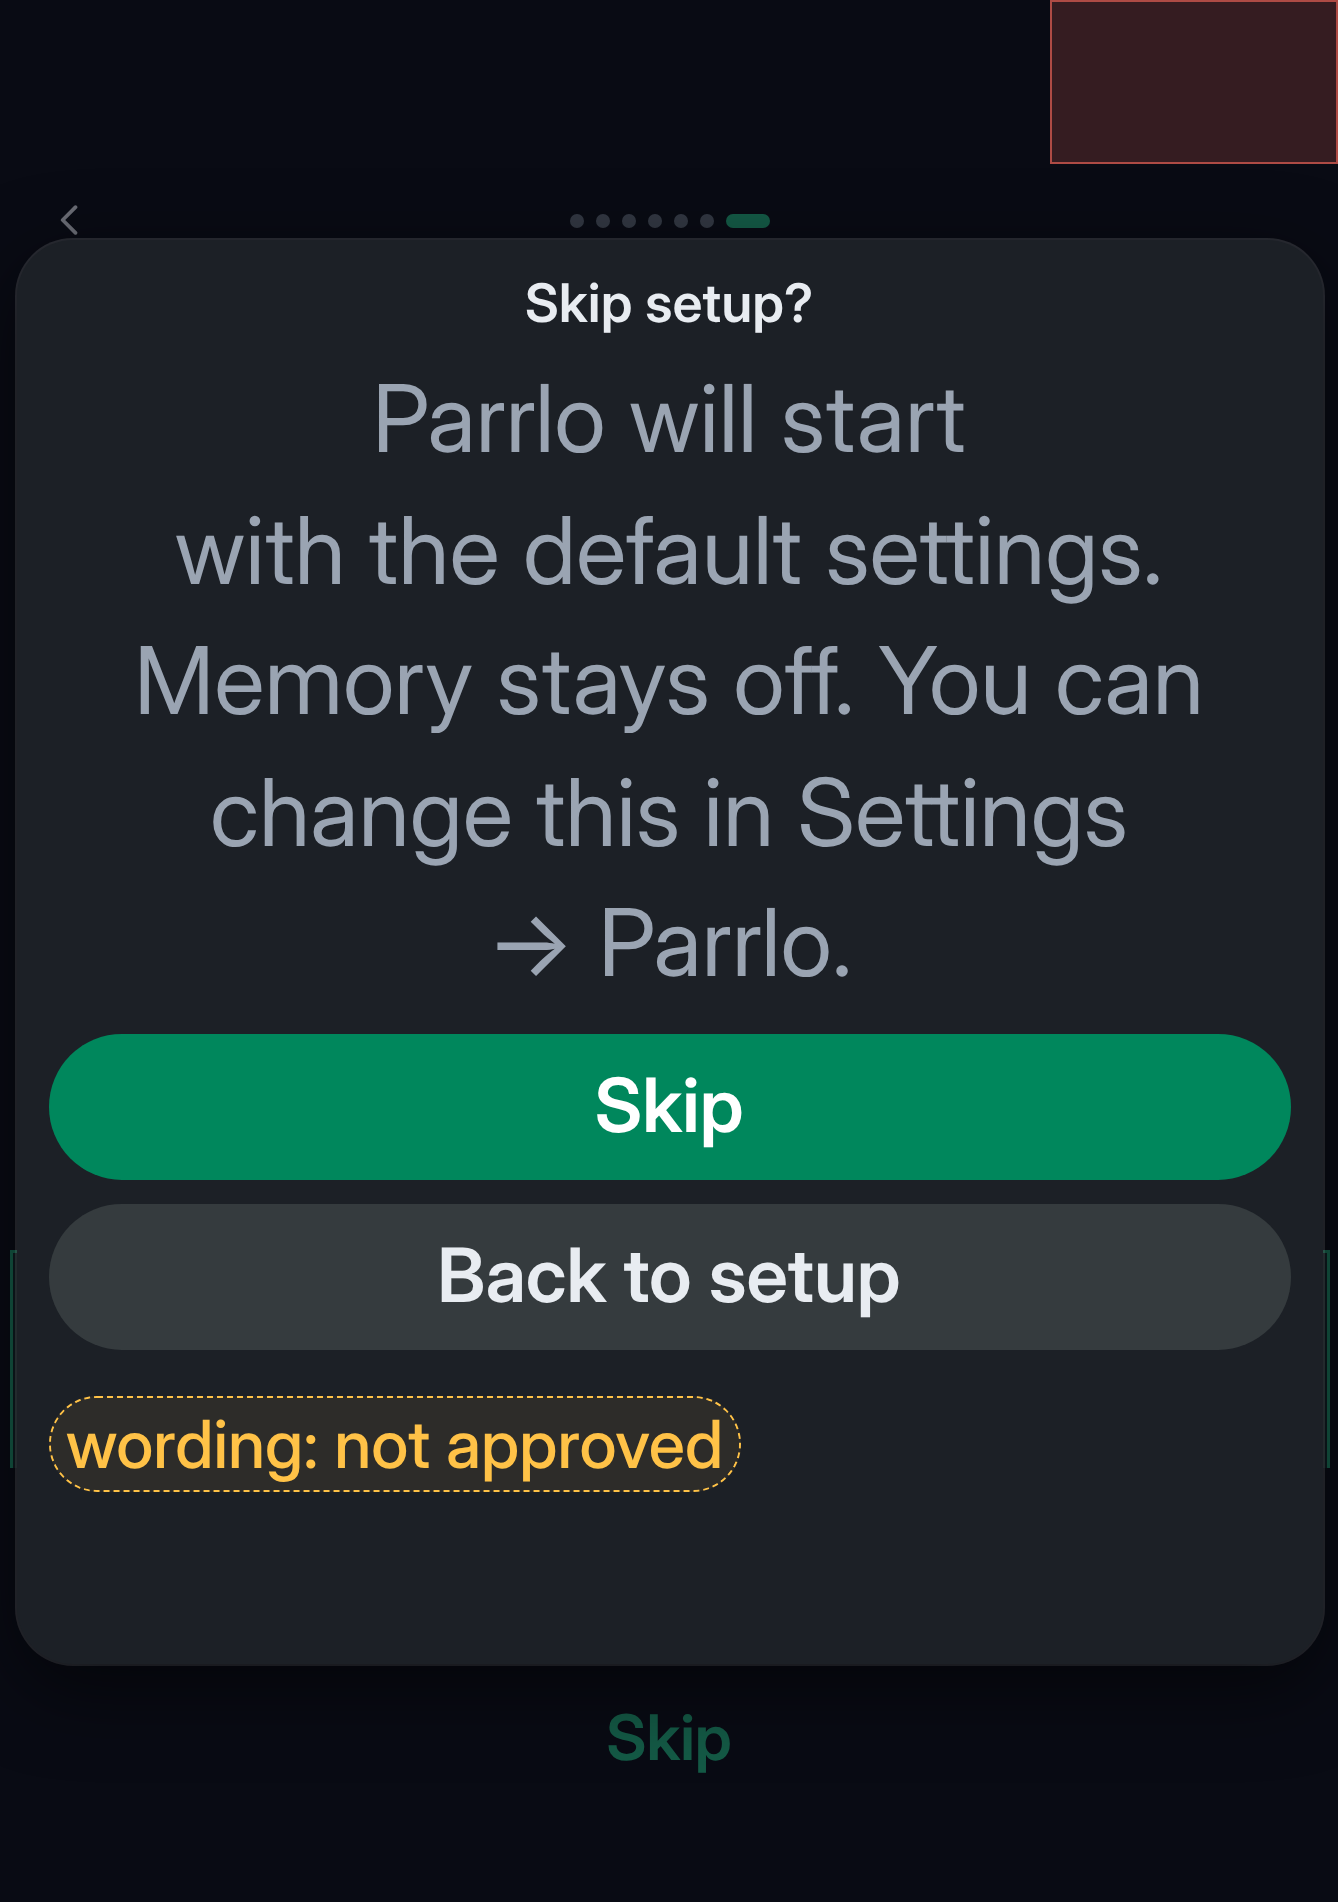 Skip setup?
Parrlo will start
with the default settings.
Memory stays off. You can
change this in Settings
→ Parrlo.
Skip
Back to setup
wording: not approved
Skip